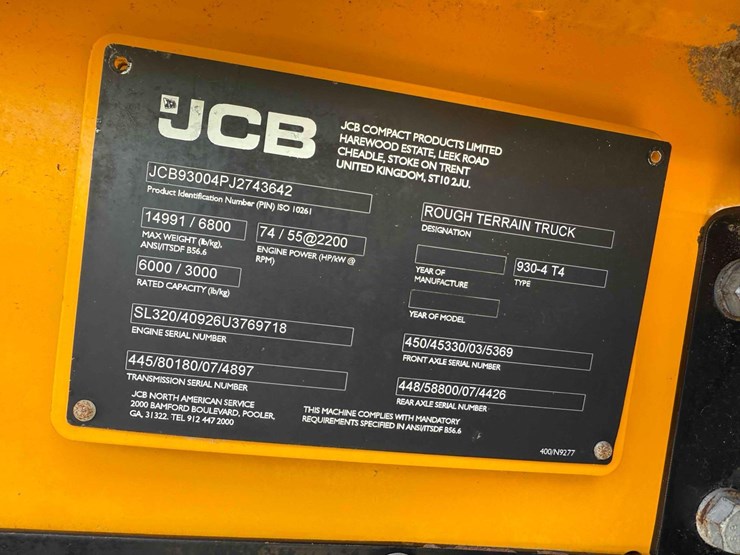 JCB
JCB COMPACT PRODUCTS LIMITED
HAREWOOD ESTATE, LEEK ROAD
CHEADLE, STOKE ON TRENT
UNITED KINGDOM, ST10 2JU.
JCB93004PJ2743642
Product Identification Number (PIN) ISO 10261
14991 / 6800
MAX WEIGHT (lb/kg).
ANSI/ITSDF B56.6
74 / 55@2200
ENGINE POWER (HP/kW @
RPM)
6000 / 3000
RATED CAPACITY (lb/kg)
ROUGH TERRAIN TRUCK
DESIGNATION
YEAR OF
MANUFACTURE
930-4 T4
TYPE
YEAR OF MODEL
SL320/40926U3769718
ENGINE SERIAL NUMBER
450/45330/03/5369
FRONT AXLE SERIAL NUMBER
445/80180/07/4897
TRANSMISSION SERIAL NUMBER
448/58800/07/4426
REAR AXLE SERIAL NUMBER
JCB NORTH AMERICAN SERVICE
2000 BAMFORD BOULEVARD, POOLER,
GA, 31322. TEL 912 447 2000
THIS MACHINE COMPLIES WITH MANDATORY
REQUIREMENTS SPECIFIED IN ANSI/ITSDF B56.6
400/N9277